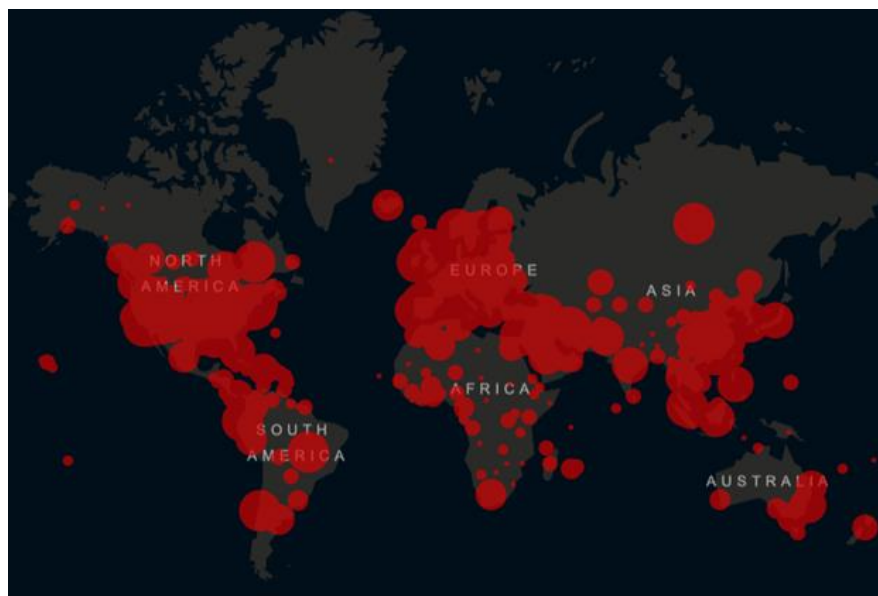 NORTH
AMERICA
EUROPE
ASIA
AFRICA
SOUTH
AMERICA
AUSTRALIA